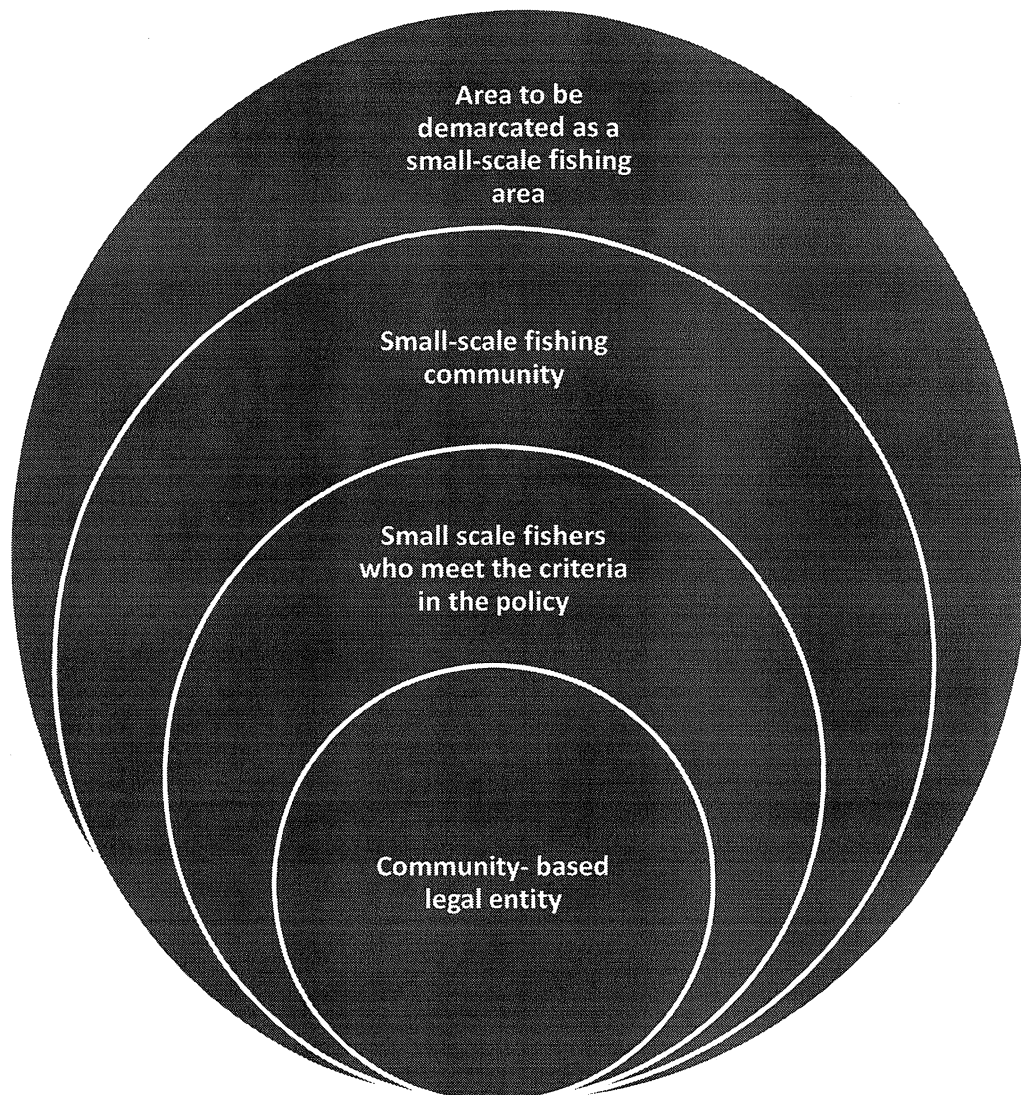 Area to be
demarcated as a
small-scale fishing
area
Small-scale fishing
community
Small scale fishers
who meet the criteria
in the policy
Community- based
legal entity